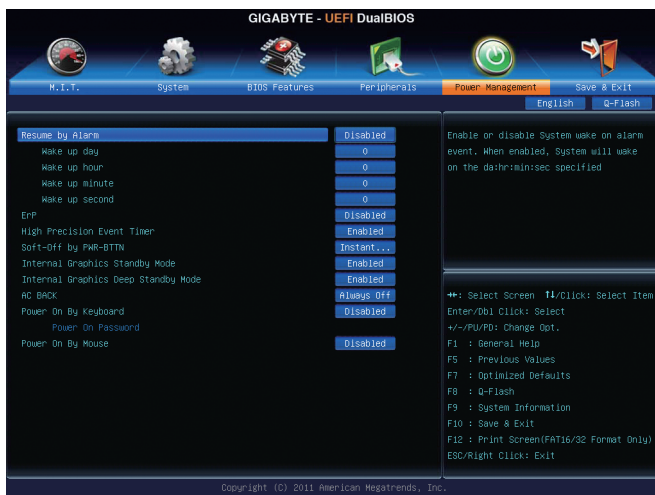 GIGABYTE - UEFI DualBIOS
M.I.T. System BIOS Features Peripherals Power Management Save & Exit
English Q-Flash
Resume by Alarm Disabled
Wake up day 0
Wake up hour 0
Wake up minute 0
Wake up second 0
ErP Disabled
High Precision Event Timer Enabled
Soft-Off by PWR-BTTN Instant...
Internal Graphics Standby Mode Enabled
Internal Graphics Deep Standby Mode Enabled
AC BACK Always Off
Power On By Keyboard Disabled
Power On Password
Power On By Mouse Disabled
Enable or disable System wake on alarm
event. When enabled, System will wake
on the da:hr:min:sec specified
↔: Select Screen ↑↓/Click: Select Item
Enter/Dbl Click: Select
+/-/PU/PD: Change Opt.
F1 : General Help
F5 : Previous Values
F7 : Optimized Defaults
F8 : Q-Flash
F9 : System Information
F10 : Save & Exit
F12 : Print Screen(FAT16/32 Format Only)
ESC/Right Click: Exit
Copyright (C) 2011 American Megatrends, Inc.